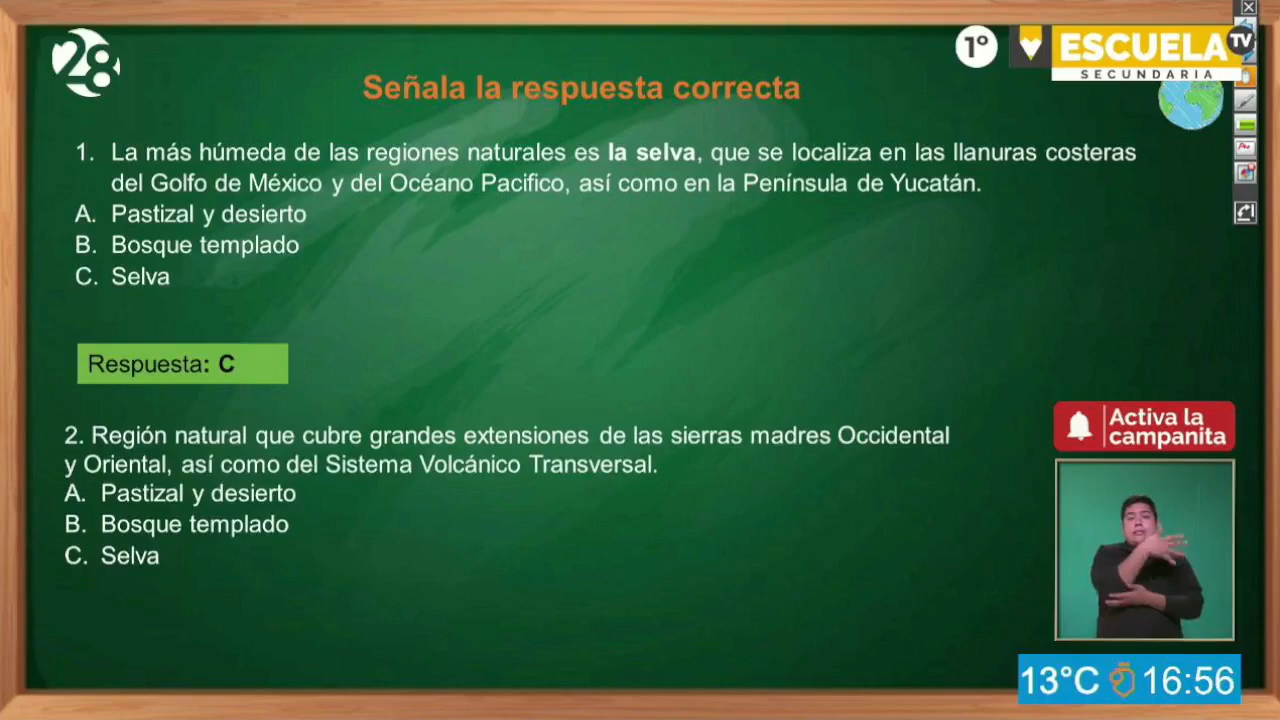 28
1°
ESCUELA TV
SECUNDARIA
Señala la respuesta correcta
1. La más húmeda de las regiones naturales es la selva, que se localiza en las llanuras costeras
del Golfo de México y del Océano Pacifico, así como en la Península de Yucatán.
A. Pastizal y desierto
B. Bosque templado
C. Selva
Respuesta: C
2. Región natural que cubre grandes extensiones de las sierras madres Occidental
y Oriental, así como del Sistema Volcánico Transversal.
A. Pastizal y desierto
B. Bosque templado
C. Selva
Activa la
campanita
13°C 16:56